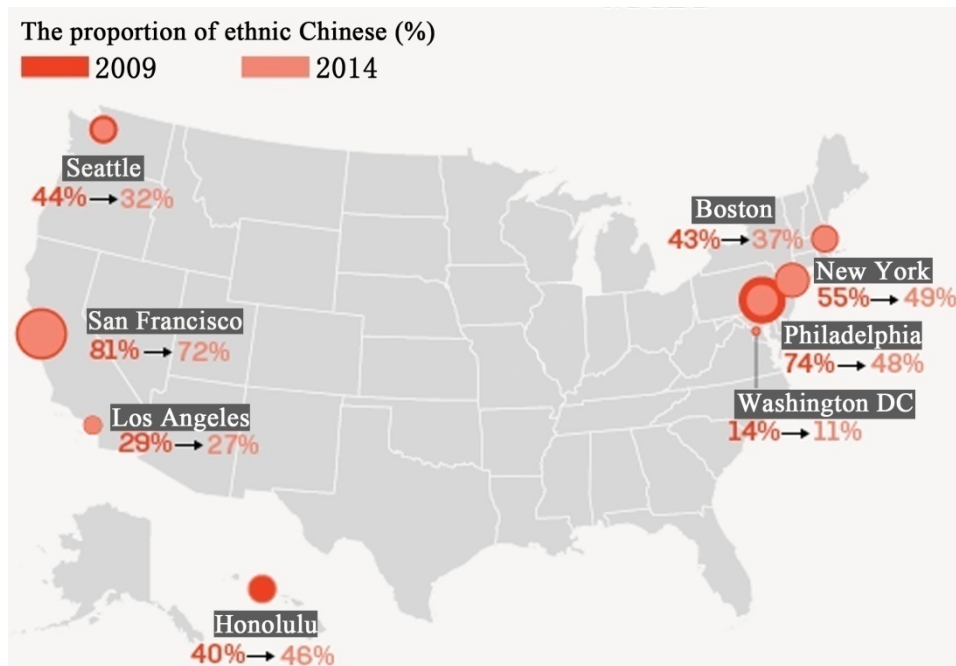 The proportion of ethnic Chinese (%)
2009 2014
Seattle
44%→32%
Boston
43%→37%
New York
55%→49%
San Francisco
81%→72%
Philadelphia
74%→48%
Los Angeles
29%→27%
Washington DC
14%→11%
Honolulu
40%→46%